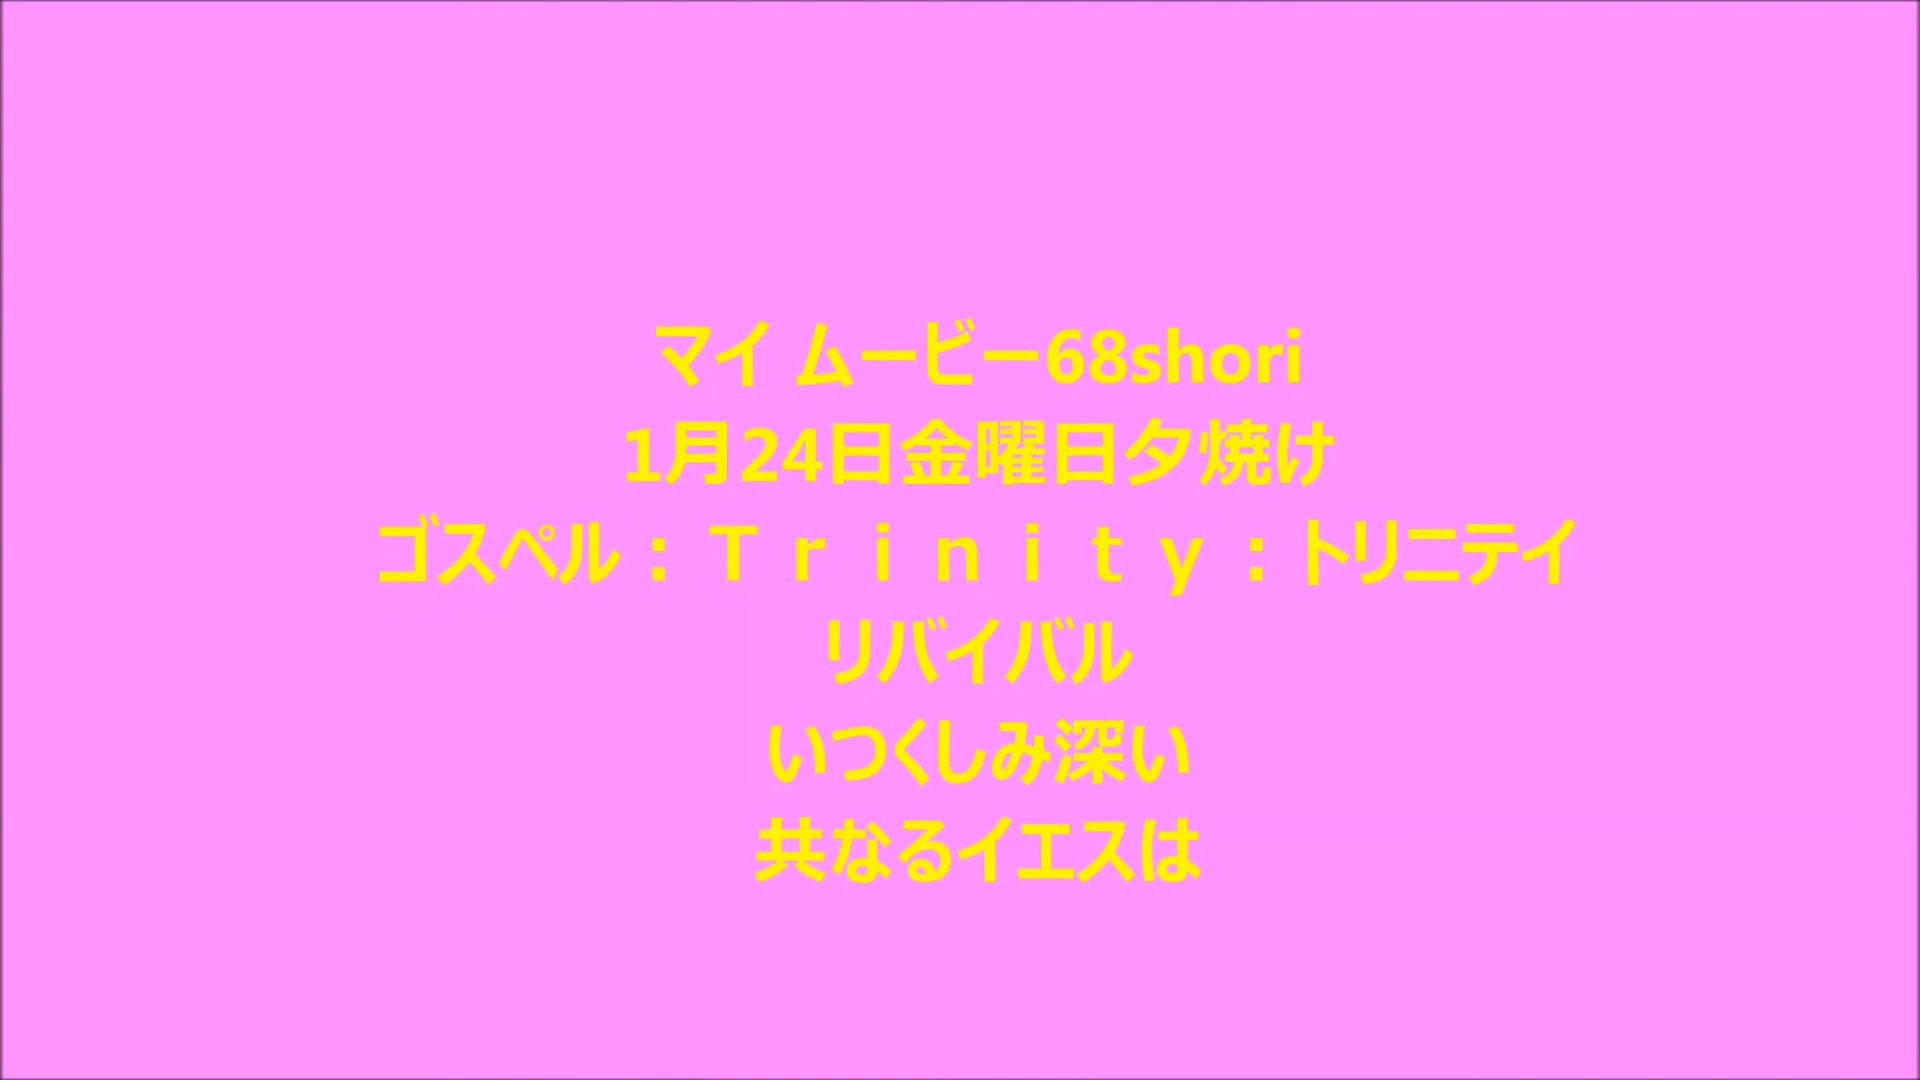 マイ ムービー68shori
1月24日金曜日夕焼け
ゴスペル：Ｔｒｉｎｉｔｙ：トリニテイ
リバイバル
いつくしみ深い
共なるイエスは